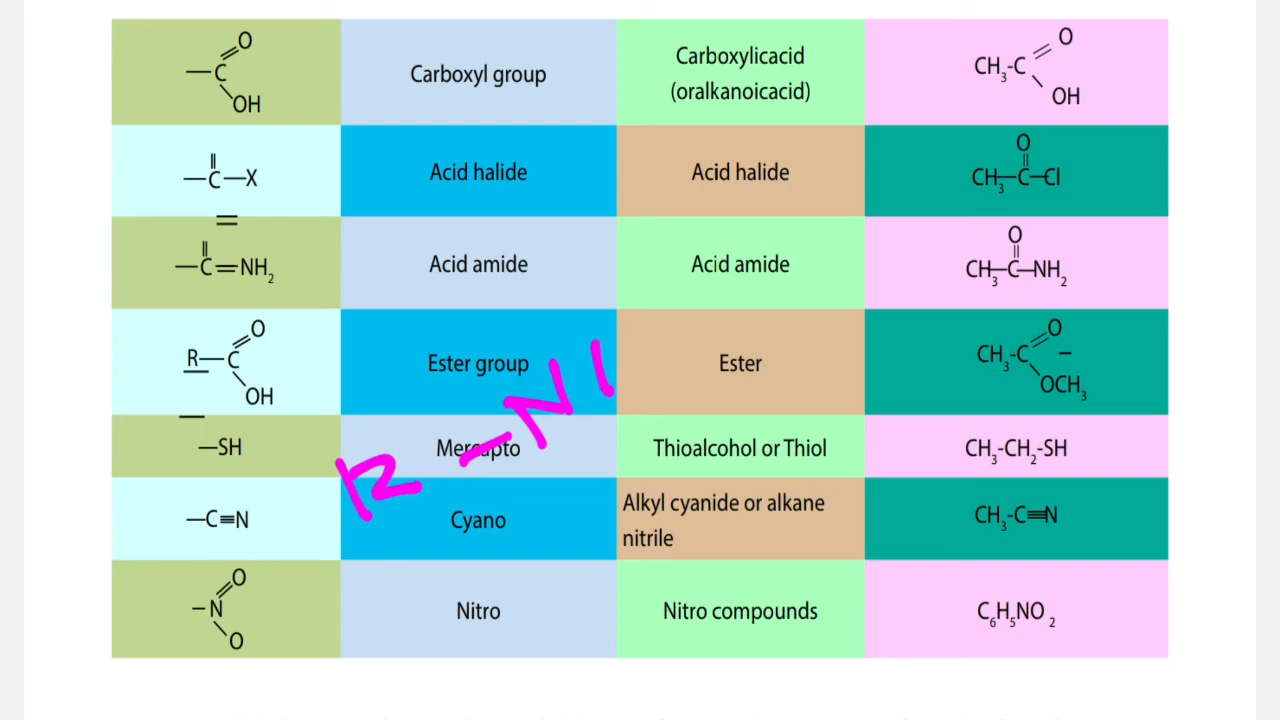 O
—C
OH
Carboxyl group
Carboxylicacid
(oralkanoicacid)
O
CH₃-C
OH
—C—X
Acid halide
Acid halide
O
CH₃—C—Cl
—C=NH₂
Acid amide
Acid amide
O
CH₃—C—NH₂
O
R—C
OH
Ester group
Ester
O
CH₃-C
OCH₃
—SH
Mercapto
Thioalcohol or Thiol
CH₃-CH₂-SH
—C≡N
Cyano
Alkyl cyanide or alkane
nitrile
CH₃-C≡N
O
-N
O
Nitro
Nitro compounds
C₆H₅NO₂
R-N